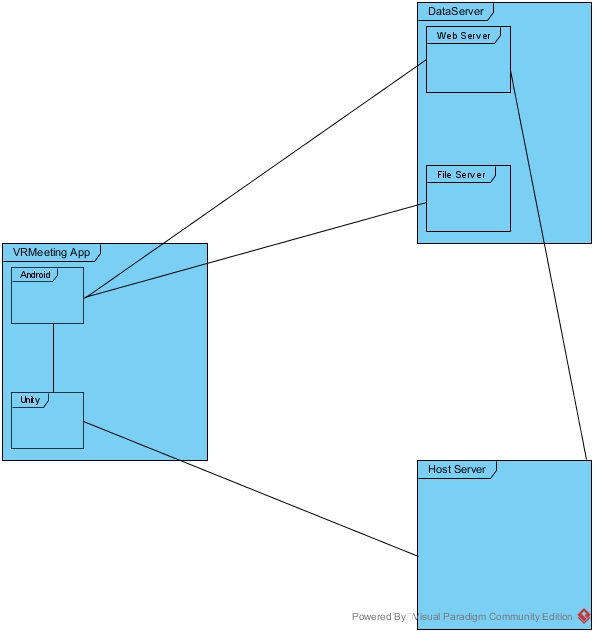 DataServer
Web Server
File Server
VRMeeting App
Android
Unity
Host Server
Powered By Visual Paradigm Community Edition